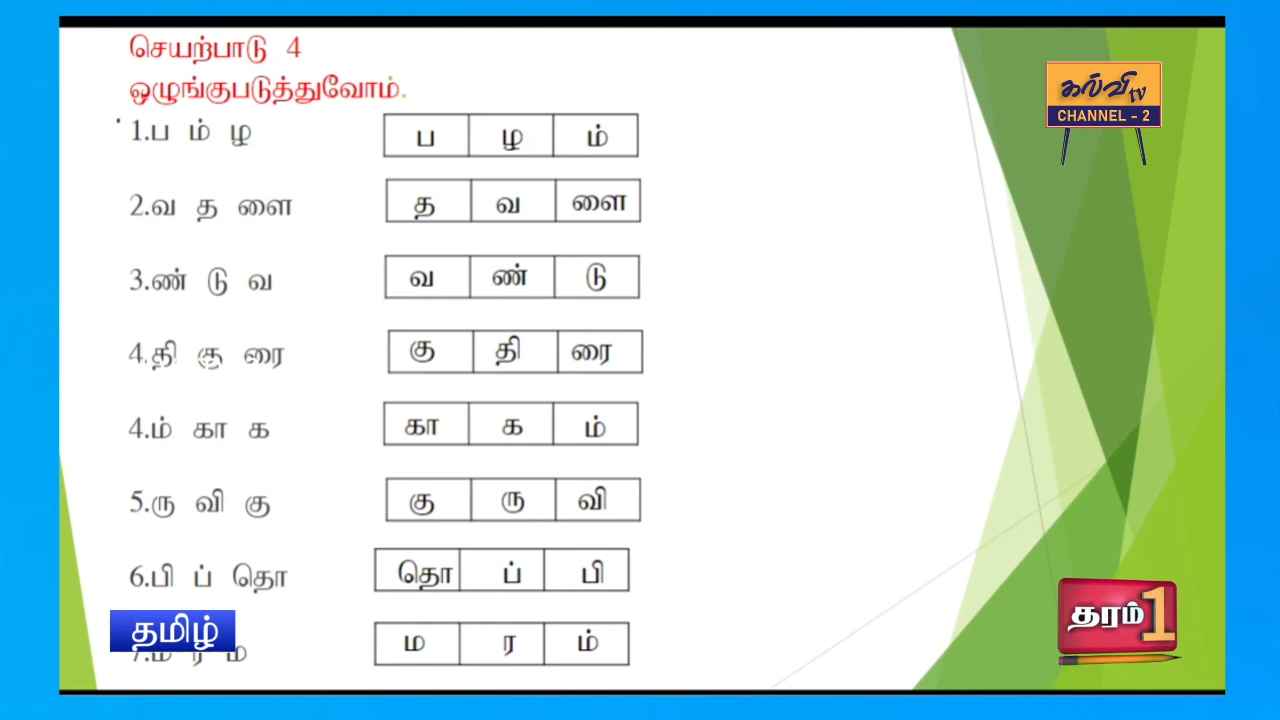 செயற்பாடு 4
ஒழுங்குபடுத்துவோம்.
1.ப ம் ழ ப ழ ம்
2.வ த ளை த வ ளை
3.ண் டு வ வ ண் டு
4.தி கு ரை கு தி ரை
4.ம் கா க கா க ம்
5.ரு வி கு கு ரு வி
6.பி ப் தொ தொ ப் பி
ம ர ம்
கல்வி tv
CHANNEL - 2
தமிழ்
தரம் 1